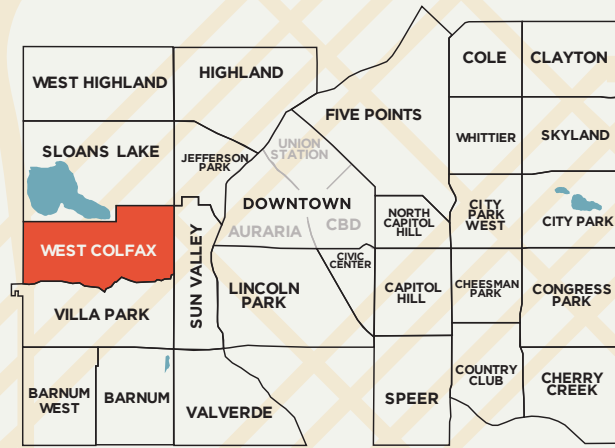 COLE
CLAYTON
WEST HIGHLAND
HIGHLAND
FIVE POINTS
WHITTIER
SKYLAND
SLOANS LAKE
JEFFERSON
PARK
UNION
STATION
DOWNTOWN
AURARIA
CBD
NORTH
CAPITOL
HILL
CITY
PARK
WEST
CITY PARK
WEST COLFAX
SUN VALLEY
CIVIC
CENTER
LINCOLN
PARK
CAPITOL
HILL
CHEESMAN
PARK
CONGRESS
PARK
VILLA PARK
BARNUM
WEST
BARNUM
VALVERDE
SPEER
COUNTRY
CLUB
CHERRY
CREEK